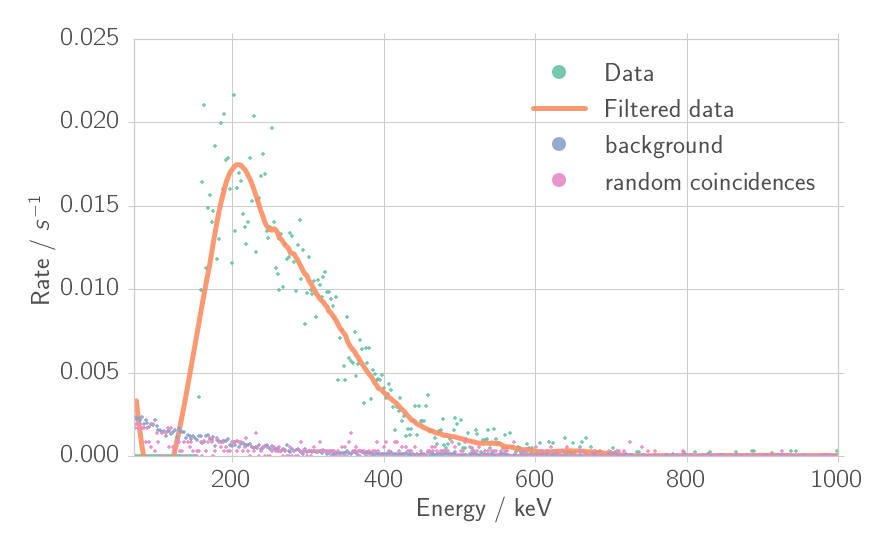 0.025
0.020
0.015
0.010
0.005
0.000
Rate / s⁻¹
Data
Filtered data
background
random coincidences
200 400 600 800 1000
Energy / keV